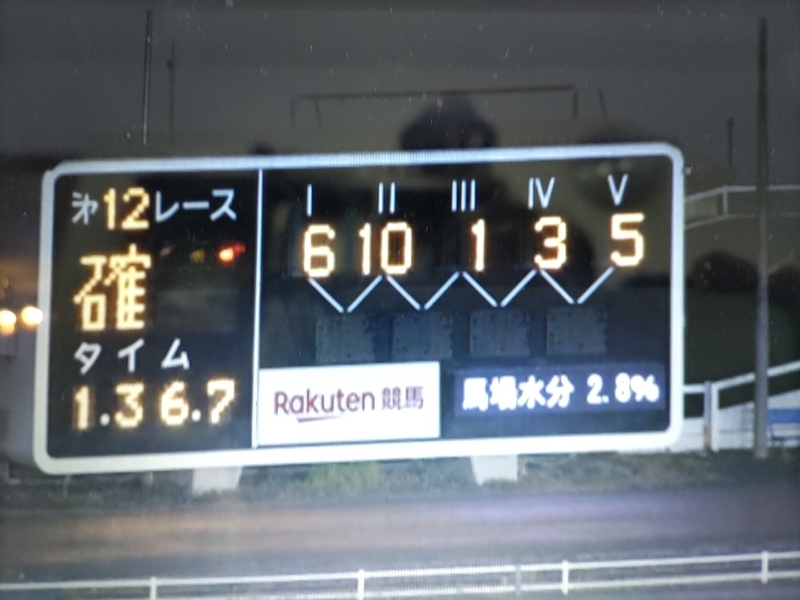 第12レース
確
タイム
1.36.7
I II III IV V
6 10 1 3 5
Rakuten 競馬
馬場水分 2.8%